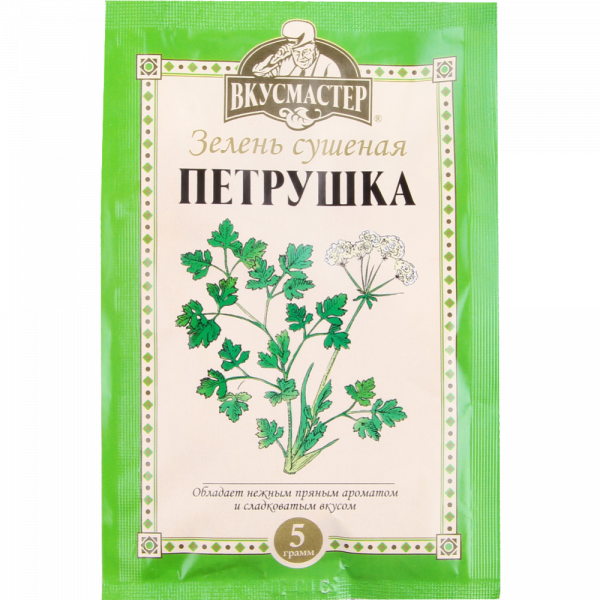 ВКУСМАСТЕР
®
Зелень сушеная
ПЕТРУШКА
Обладает нежным пряным ароматом
и сладковатым вкусом
5
грамм